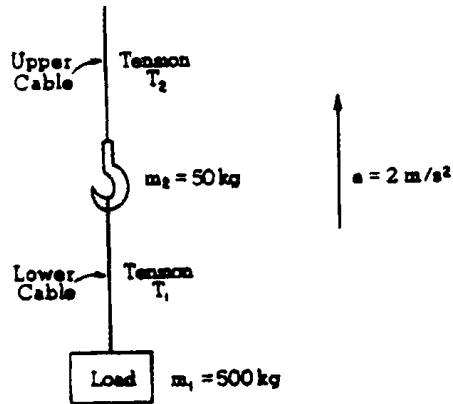 Upper
Cable
Tension
T₂
m₂ = 50 kg
a = 2 m/s²
Lower
Cable
Tension
T₁
Load
m₁ = 500 kg